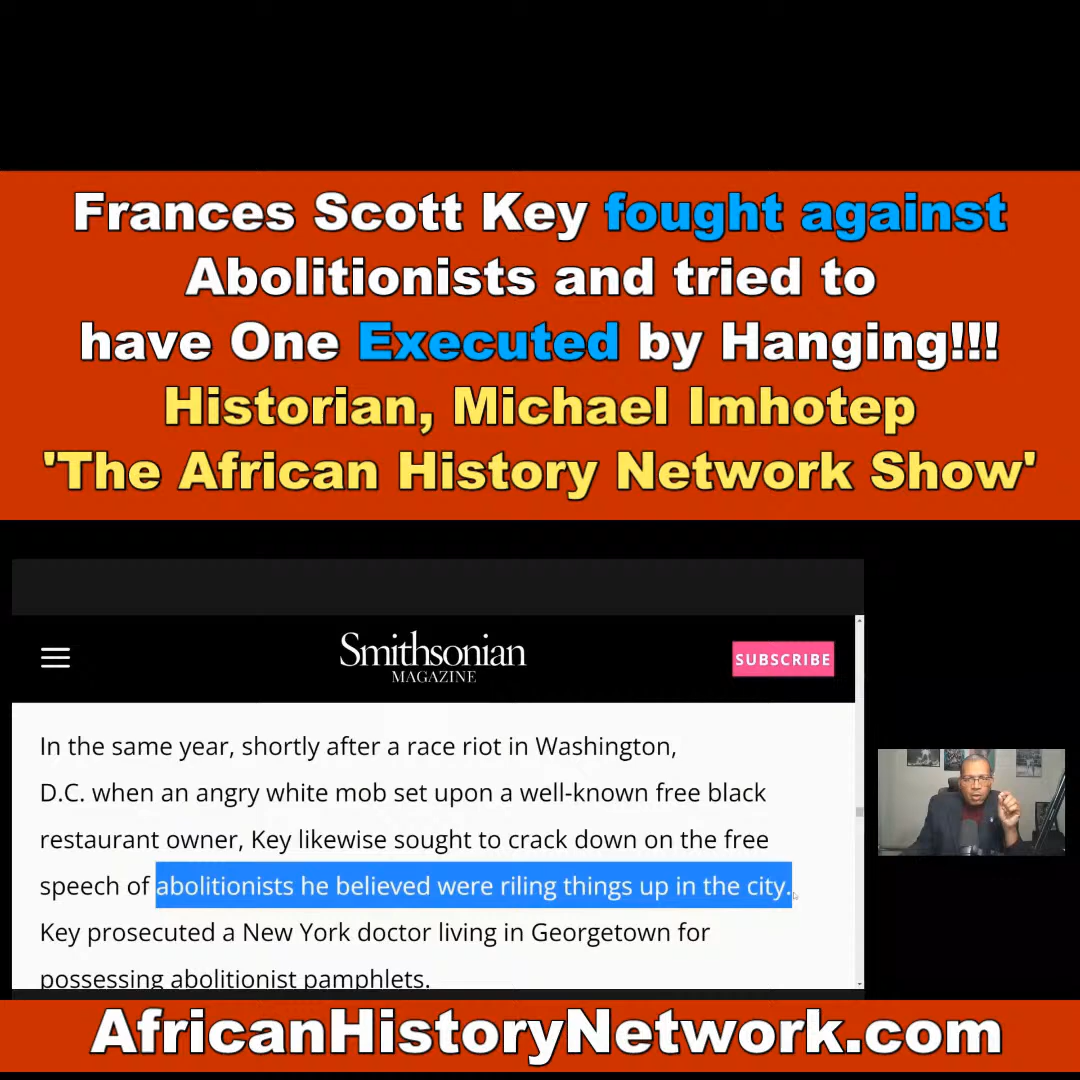 Frances Scott Key fought against
Abolitionists and tried to
have One Executed by Hanging!!!
Historian, Michael Imhotep
'The African History Network Show'
Smithsonian
MAGAZINE
SUBSCRIBE
In the same year, shortly after a race riot in Washington,
D.C. when an angry white mob set upon a well-known free black
restaurant owner, Key likewise sought to crack down on the free
speech of abolitionists he believed were riling things up in the city.
Key prosecuted a New York doctor living in Georgetown for
possessing abolitionist pamphlets.
AfricanHistoryNetwork.com